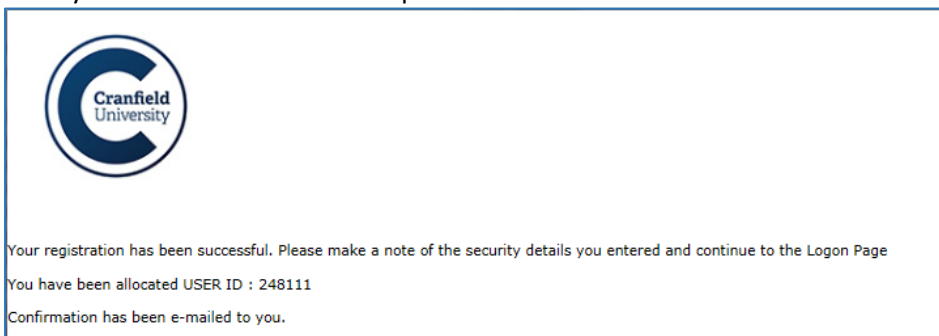 Cranfield
University
Your registration has been successful. Please make a note of the security details you entered and continue to the Logon Page
You have been allocated USER ID : 248111
Confirmation has been e-mailed to you.